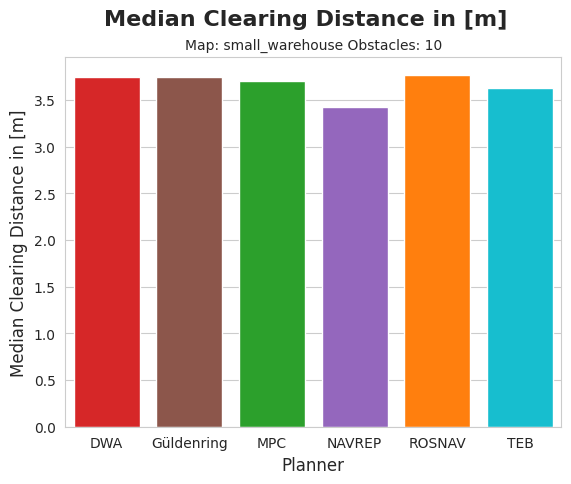 Median Clearing Distance in [m]
Map: small_warehouse Obstacles: 10
Median Clearing Distance in [m]
3.5
3.0
2.5
2.0
1.5
1.0
0.5
0.0
DWA Güldenring MPC NAVREP ROSNAV TEB
Planner